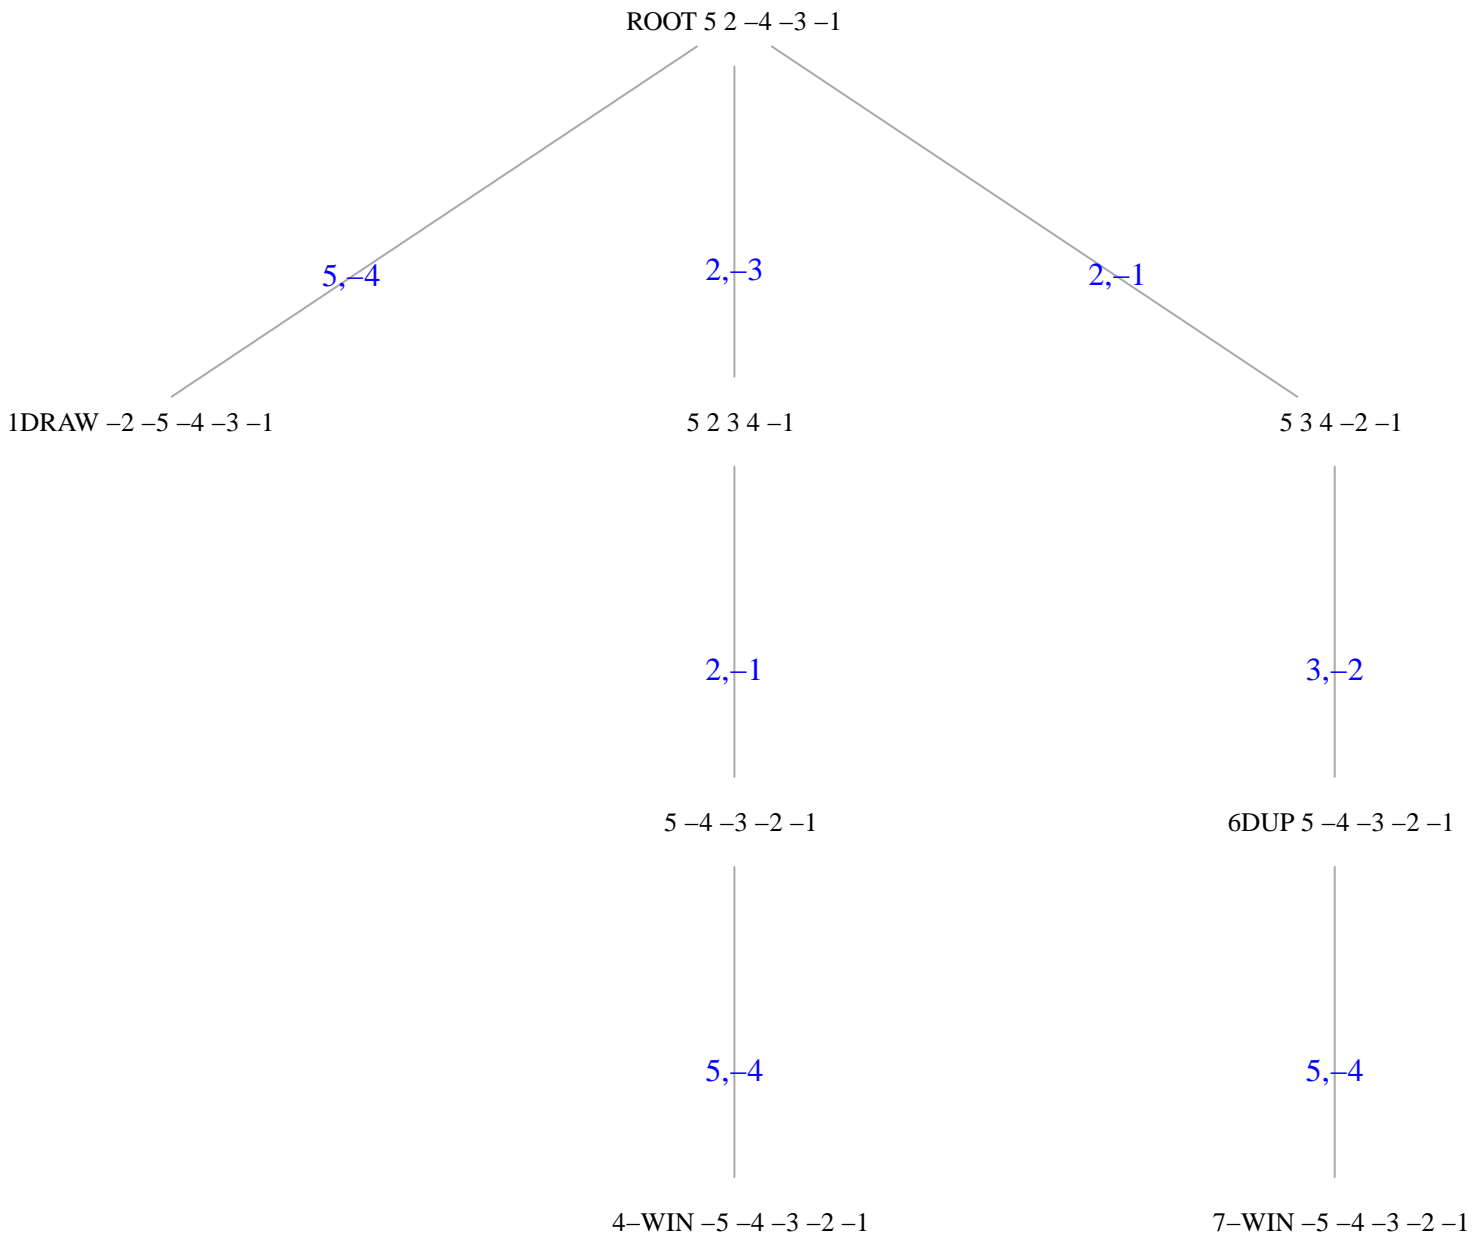 ROOT 5 2 –4 –3 –1
5,–4
2,–3
2,–1
1DRAW –2 –5 –4 –3 –1
5 2 3 4 –1
5 3 4 –2 –1
2,–1
3,–2
5 –4 –3 –2 –1
6DUP 5 –4 –3 –2 –1
5,–4
5,–4
4–WIN –5 –4 –3 –2 –1
7–WIN –5 –4 –3 –2 –1